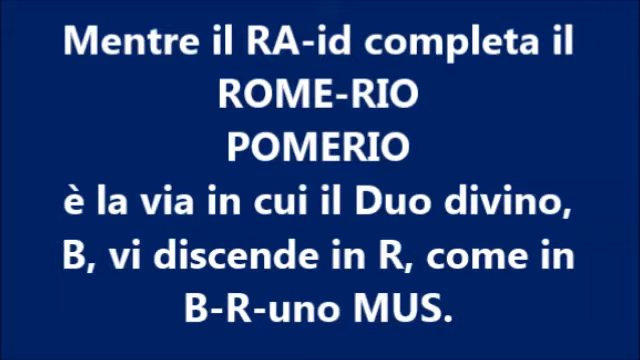 Mentre il RA-id completa il
ROME-RIO
POMERIO
è la via in cui il Duo divino,
B, vi discende in R, come in
B-R-uno MUS.